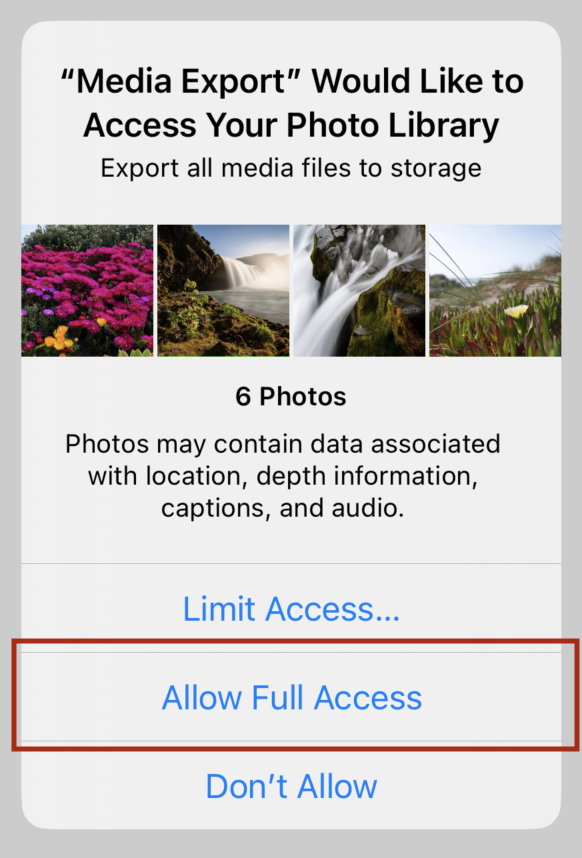 “Media Export” Would Like to
Access Your Photo Library
Export all media files to storage
6 Photos
Photos may contain data associated
with location, depth information,
captions, and audio.
Limit Access...
Allow Full Access
Don’t Allow